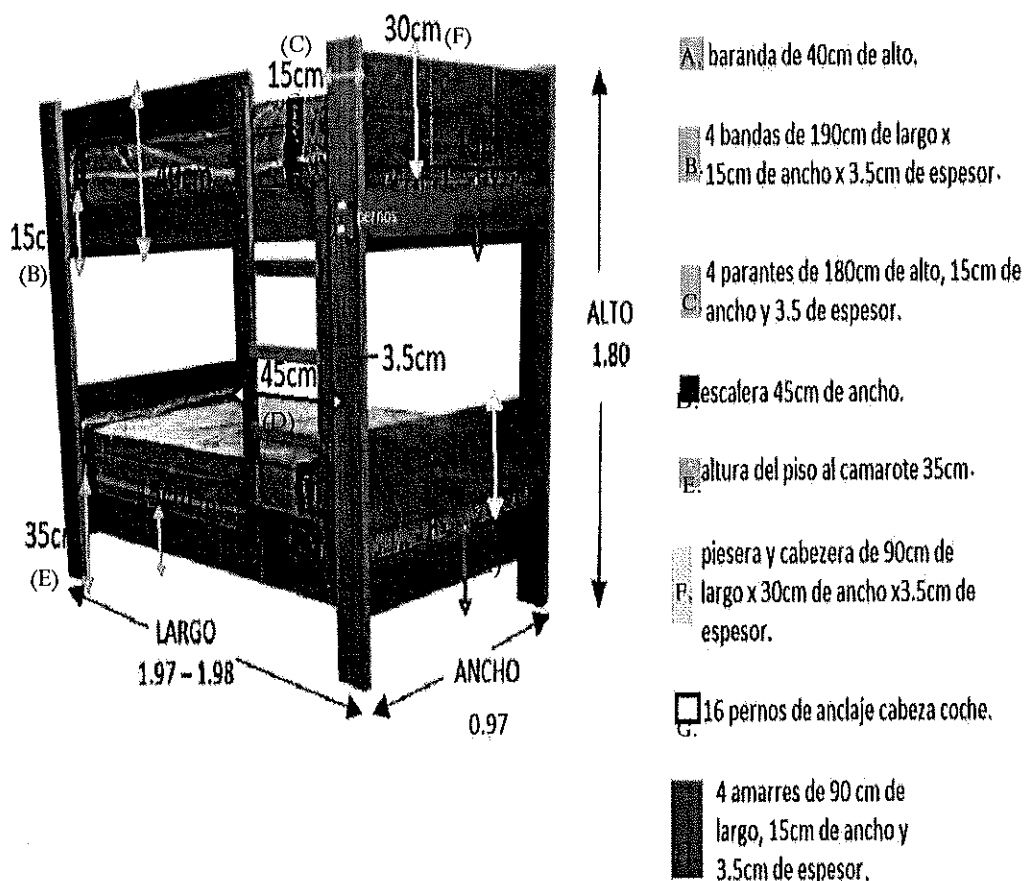 30cm (F)
(C)
15cm
40cm
pernos
(B)
45cm
3.5cm
(D)
(E)
LARGO
1.97 – 1.98
ANCHO
0.97
ALTO
1.80
A. baranda de 40cm de alto.
4 bandas de 190cm de largo x
B. 15cm de ancho x 3.5cm de espesor.
4 parantes de 180cm de alto, 15cm de
C. ancho y 3.5 de espesor.
D. escalera 45cm de ancho.
E. altura del piso al camarote 35cm.
piesera y cabezera de 90cm de
F. largo x 30cm de ancho x3.5cm de
espesor.
16 pernos de anclaje cabeza coche.
G.
4 amarres de 90 cm de
largo, 15cm de ancho y
3.5cm de espesor.